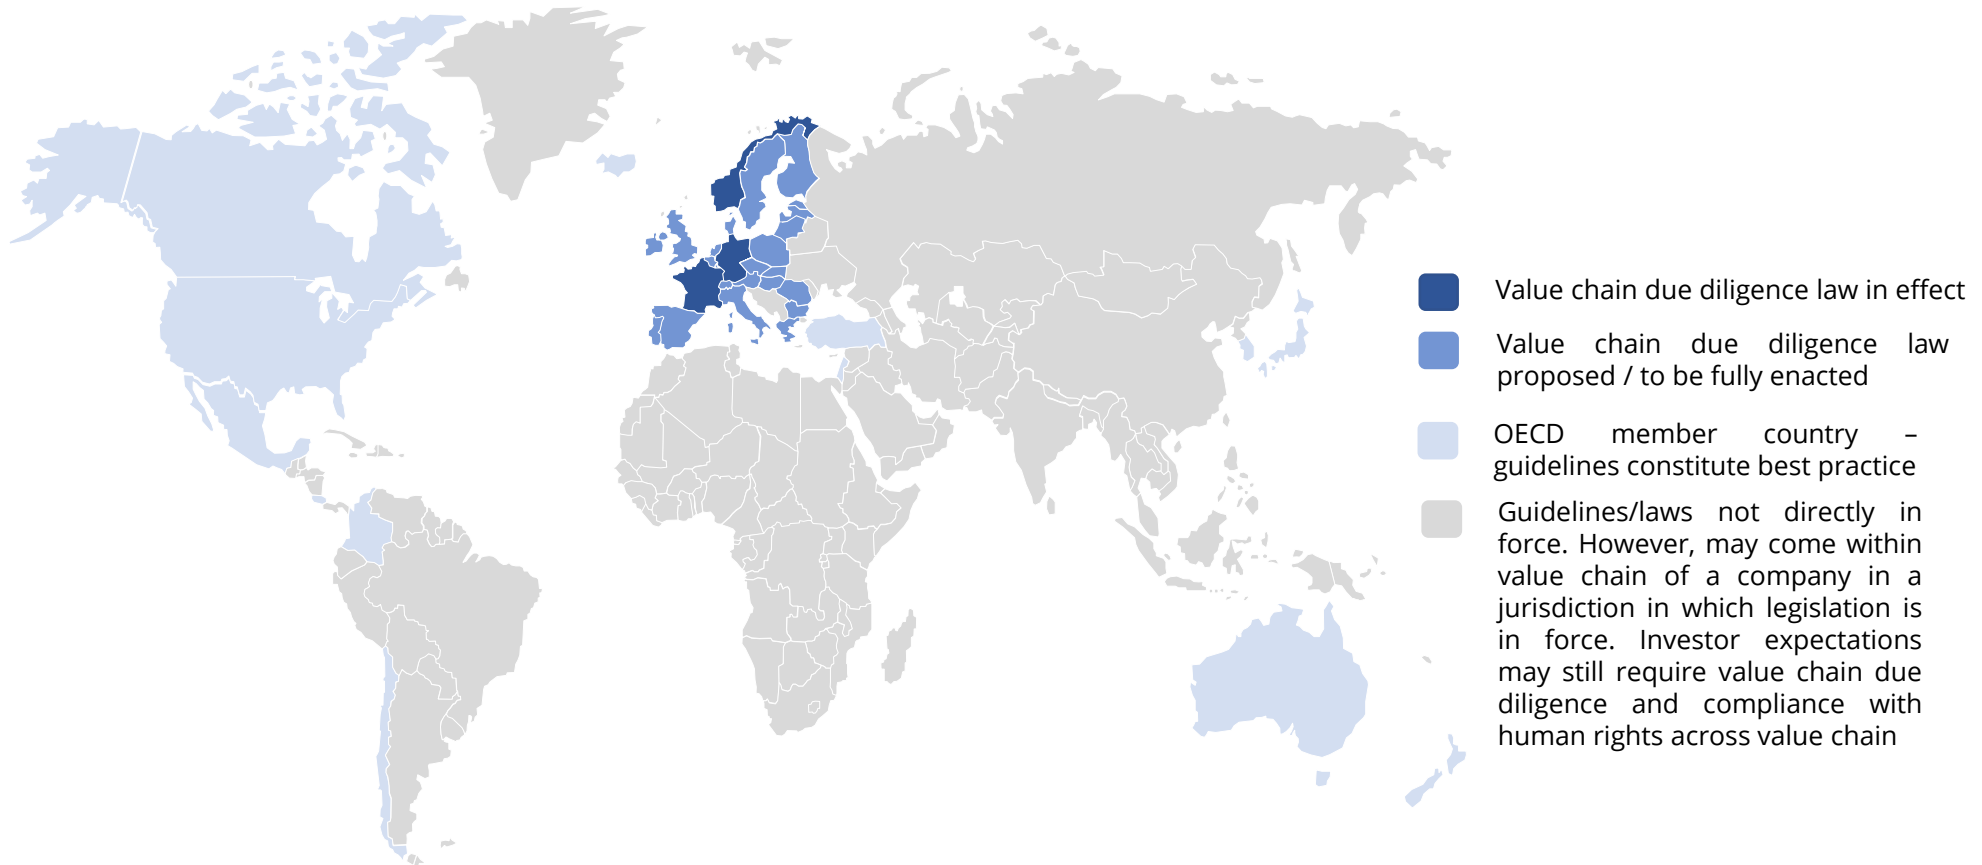 Value chain due diligence law in effect
Value chain due diligence law
proposed / to be fully enacted
OECD member country –
guidelines constitute best practice
Guidelines/laws not directly in
force. However, may come within
value chain of a company in a
jurisdiction in which legislation is
in force. Investor expectations
may still require value chain due
diligence and compliance with
human rights across value chain